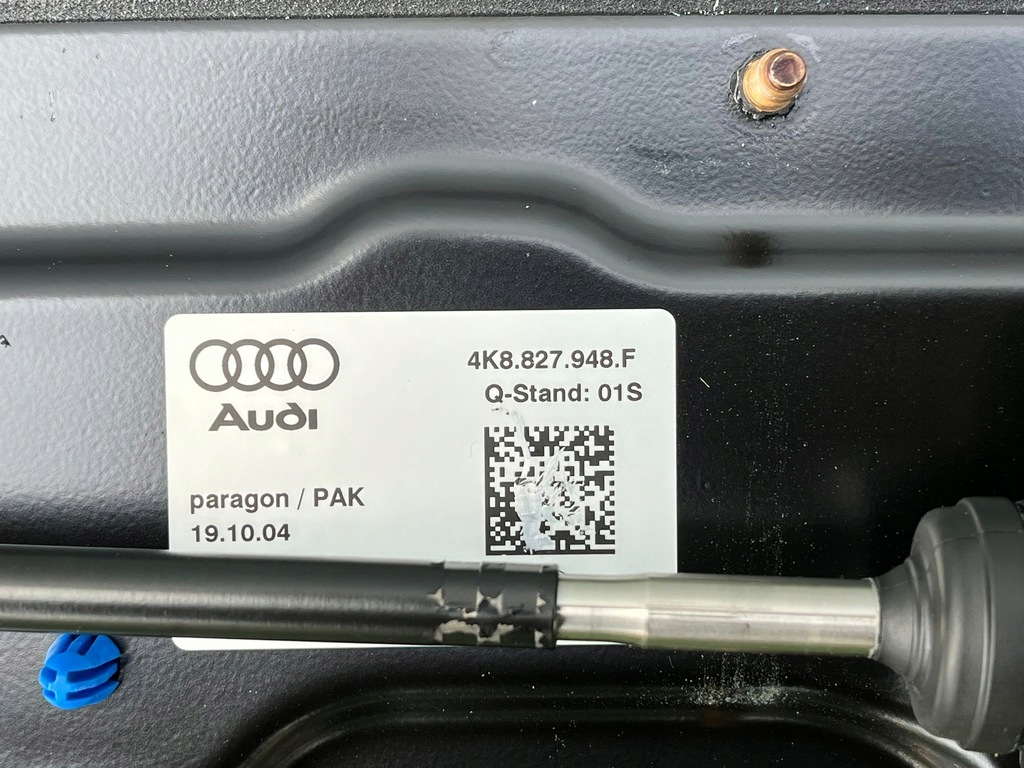 Audi
4K8.827.948.F
Q-Stand: 01S
paragon / PAK
19.10.04